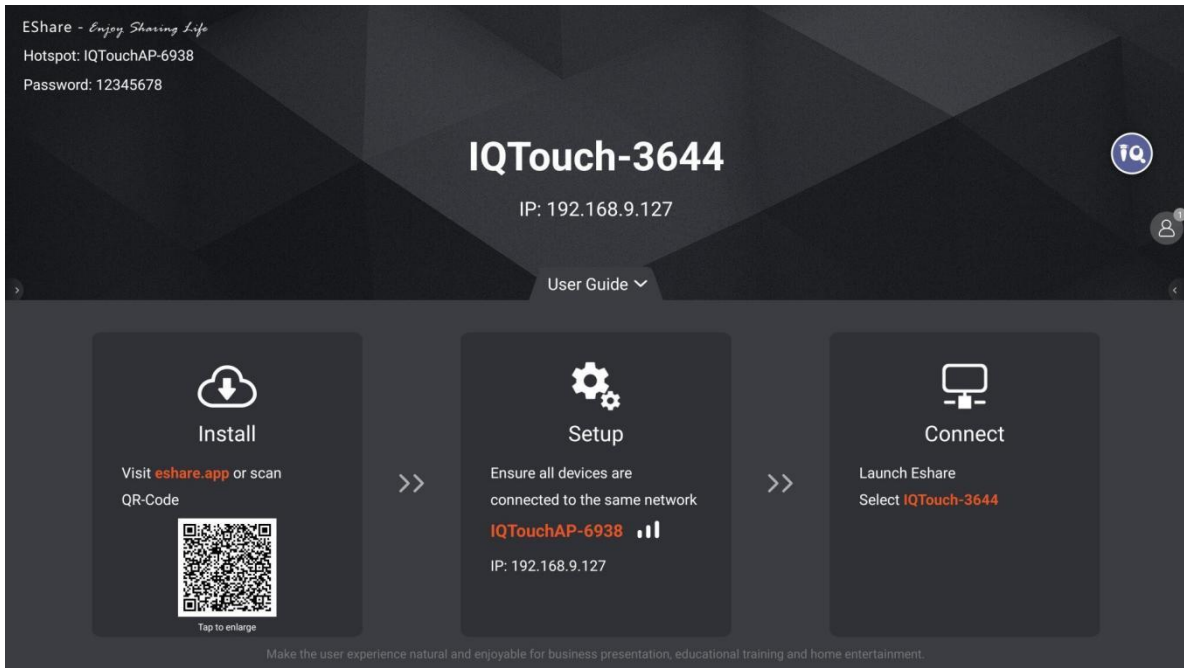 EShare - Enjoy Sharing Life
Hotspot: IQTouchAP-6938
Password: 12345678
IQTouch-3644
IP: 192.168.9.127
IQ
1
User Guide
Install
Visit eshare.app or scan
QR-Code
Tap to enlarge
Setup
Ensure all devices are
connected to the same network
IQTouchAP-6938
IP: 192.168.9.127
Connect
Launch Eshare
Select IQTouch-3644
Make the user experience natural and enjoyable for business presentation, educational training and home entertainment.